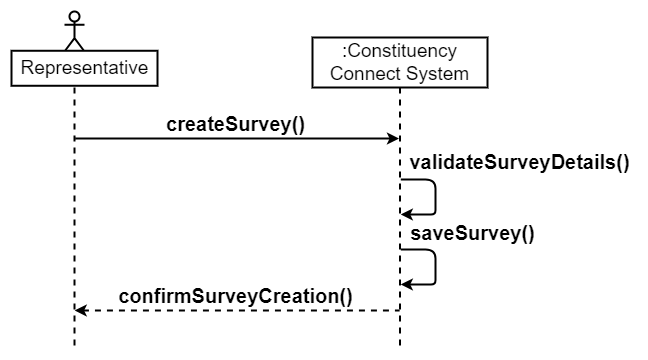 Representative
:Constituency
Connect System
createSurvey()
validateSurveyDetails()
saveSurvey()
confirmSurveyCreation()